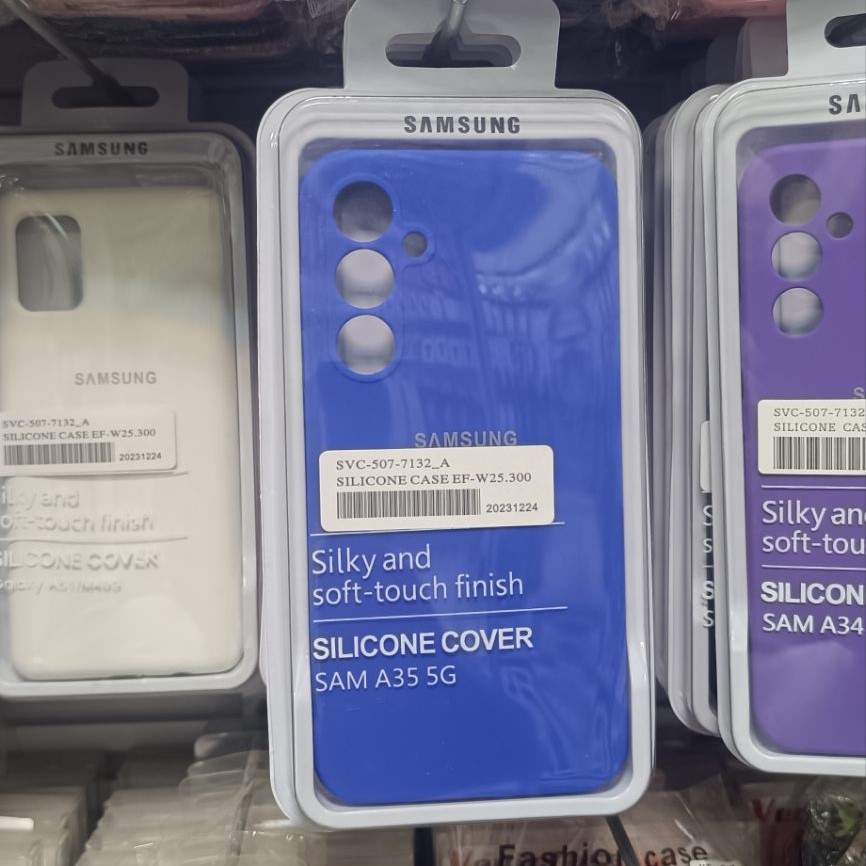 SAMSUNG
SAMSUNG
SVC-507-7132_A
SILICONE CASE EF-W25.300
20231224
Silky and
soft-touch finish
SILICONE COVER
SAMSUNG
SAMSUNG
SVC-507-7132_A
SILICONE CASE EF-W25.300
20231224
Silky and
soft-touch finish
SILICONE COVER
SAM A35 5G
SA
SVC-507-7132
SILICONE CAS
Silky an
soft-tou
SILICON
SAM A34
Fashion case